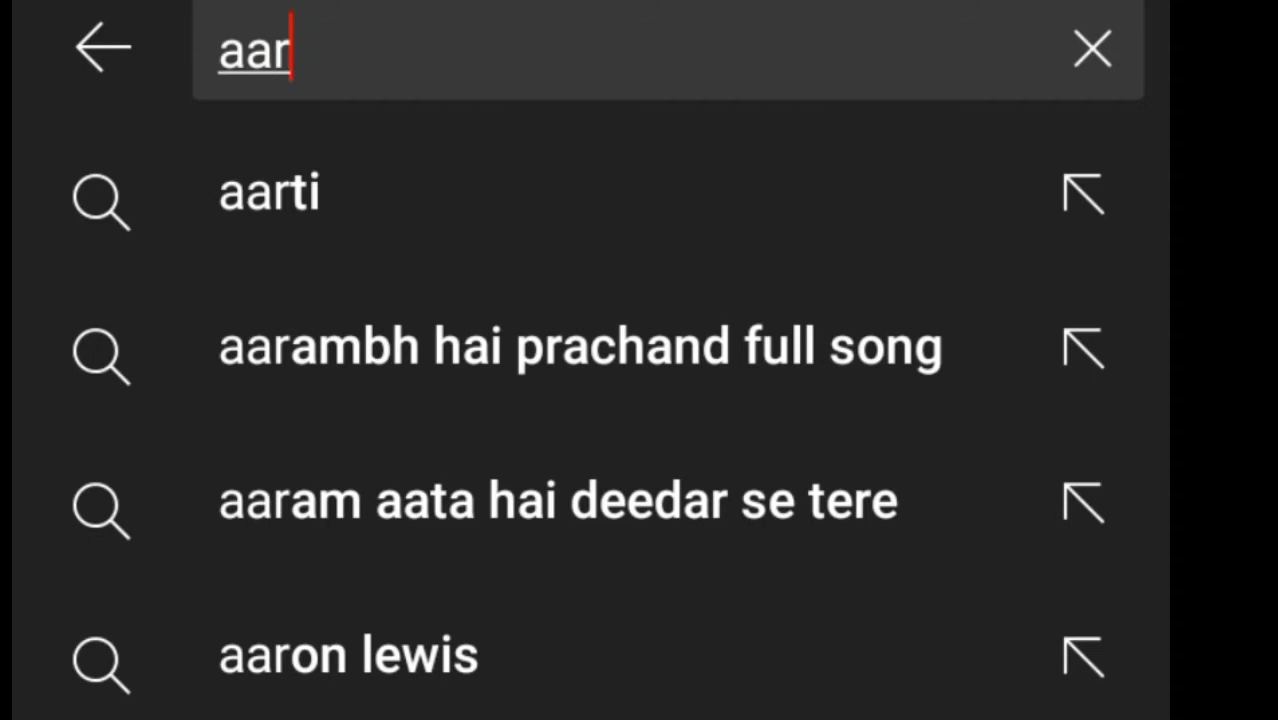 aar
aarti
aarambh hai prachand full song
aaram aata hai deedar se tere
aaron lewis